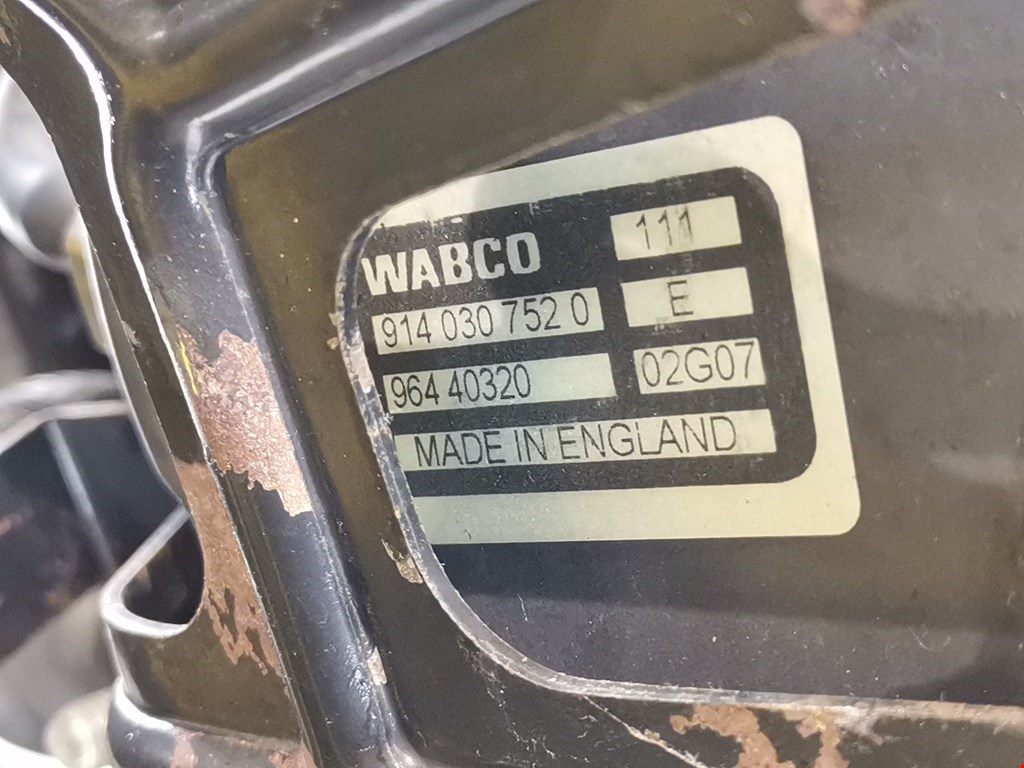 WABCO 111
914 030 752 0 E
964 40320 02G07
MADE IN ENGLAND